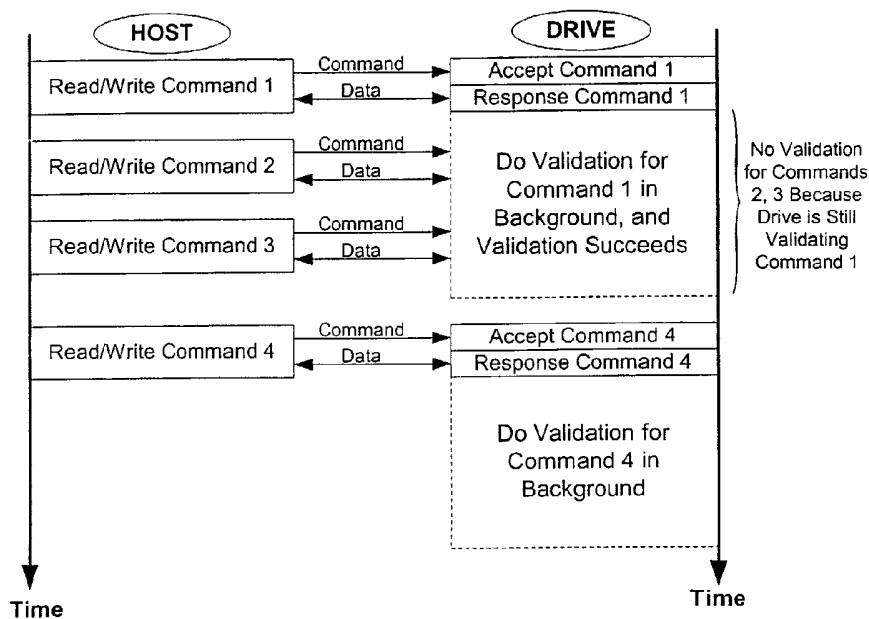 HOST
DRIVE
Read/Write Command 1
Command
Data
Accept Command 1
Response Command 1
Read/Write Command 2
Command
Data
Read/Write Command 3
Command
Data
Do Validation for
Command 1 in
Background, and
Validation Succeeds
No Validation
for Commands
2, 3 Because
Drive is Still
Validating
Command 1
Read/Write Command 4
Command
Data
Accept Command 4
Response Command 4
Do Validation for
Command 4 in
Background
Time
Time